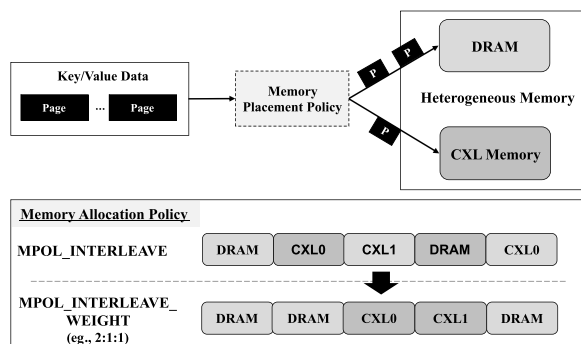 Key/Value Data
Page ... Page
Memory
Placement Policy
P P
P
DRAM
Heterogeneous Memory
CXL Memory
Memory Allocation Policy
MPOL_INTERLEAVE
DRAM CXL0 CXL1 DRAM CXL0
MPOL_INTERLEAVE_
WEIGHT
(eg., 2:1:1)
DRAM DRAM CXL0 CXL1 DRAM